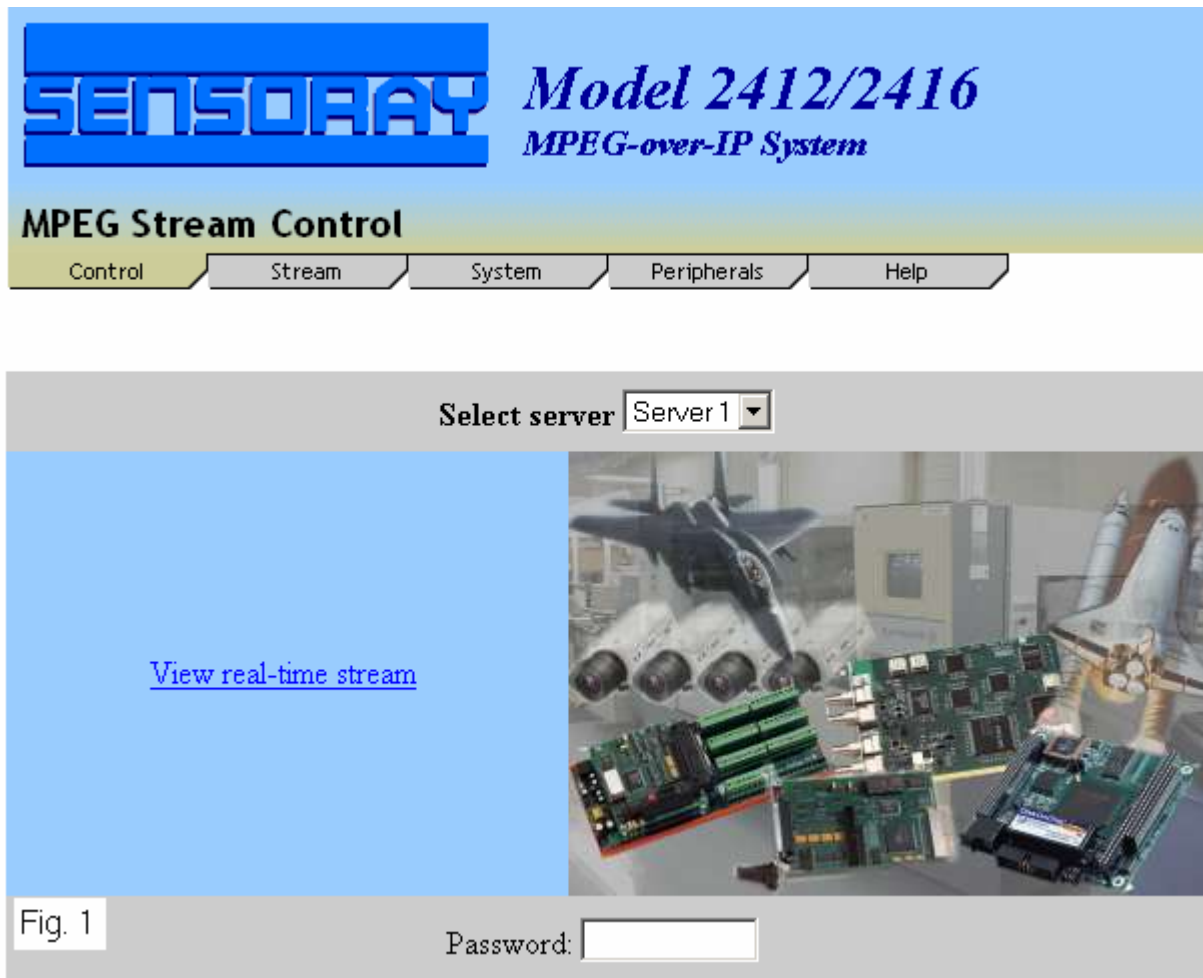 SENSORAY
Model 2412/2416
MPEG-over-IP System
MPEG Stream Control
Control Stream System Peripherals Help
Select server Server 1
View real-time stream
Fig. 1
Password: